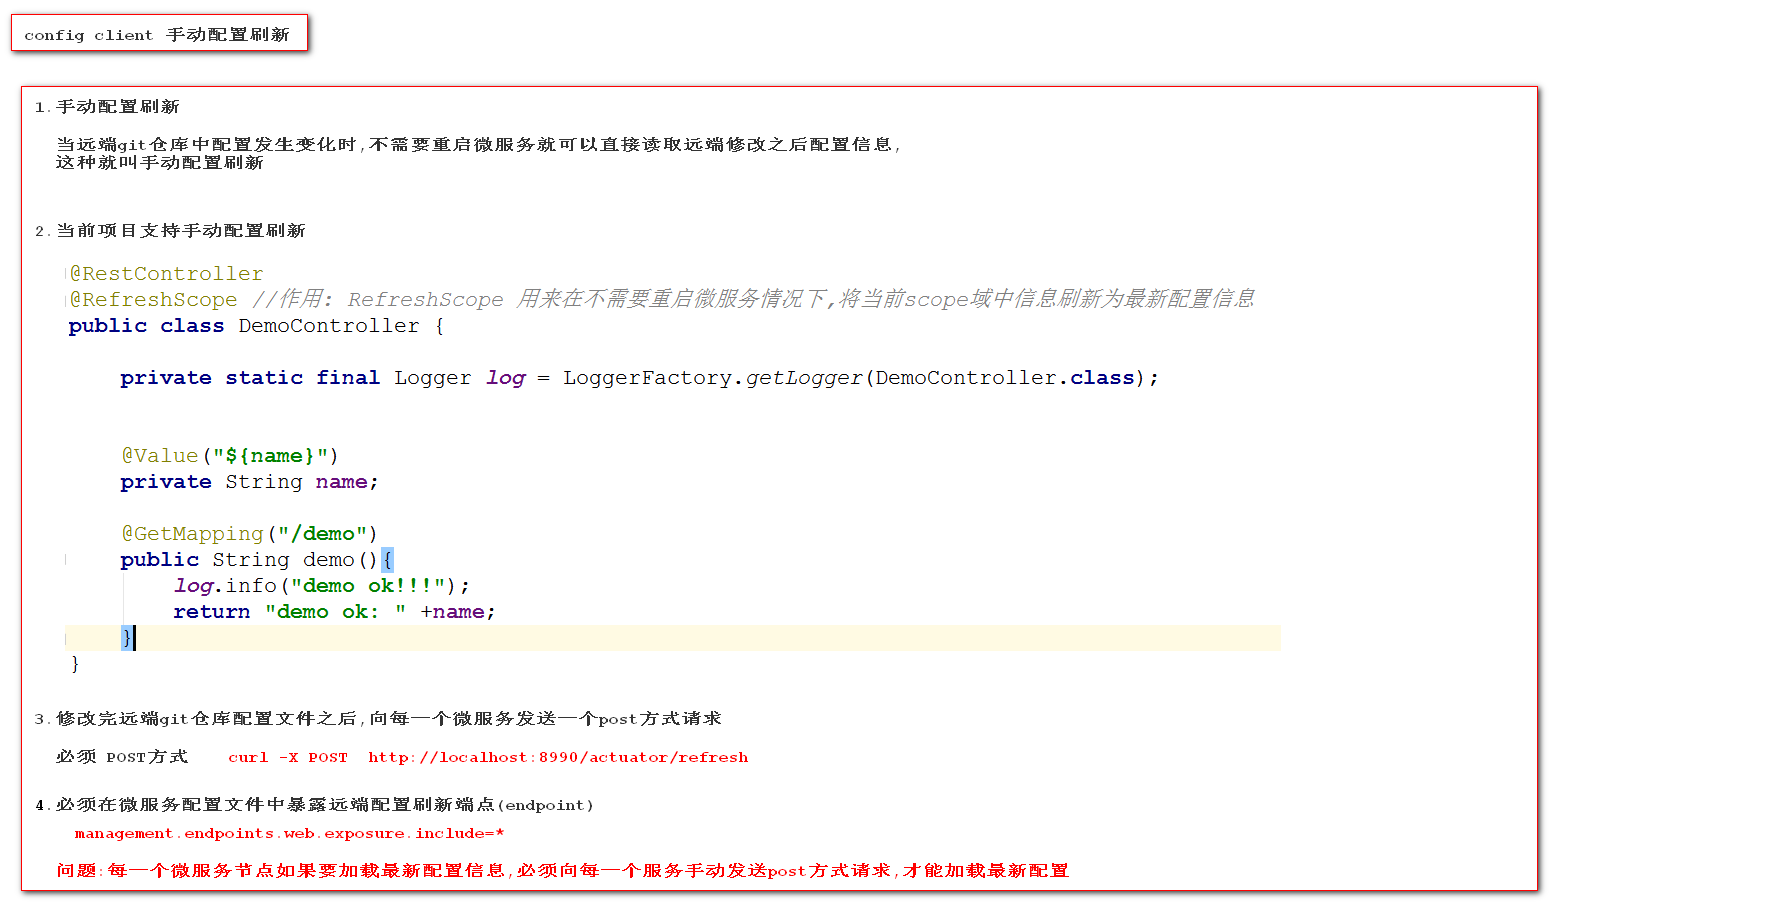 config client 手动配置刷新
1.手动配置刷新
当远端git仓库中配置发生变化时,不需要重启微服务就可以直接读取远端修改之后配置信息,
这种就叫手动配置刷新
2.当前项目支持手动配置刷新
@RestController
@RefreshScope //作用: RefreshScope 用来在不需要重启微服务情况下,将当前scope域中信息刷新为最新配置信息
public class DemoController {
private static final Logger log = LoggerFactory.getLogger(DemoController.class);
@Value("${name}")
private String name;
@GetMapping("/demo")
public String demo(){
log.info("demo ok!!!");
return "demo ok: " +name;
}
}
3.修改完远端git仓库配置文件之后,向每一个微服务发送一个post方式请求
必须 POST方式 curl -X POST http://localhost:8990/actuator/refresh
4.必须在微服务配置文件中暴露远端配置刷新端点(endpoint)
management.endpoints.web.exposure.include=*
问题:每一个微服务节点如果要加载最新配置信息,必须向每一个服务手动发送post方式请求,才能加载最新配置